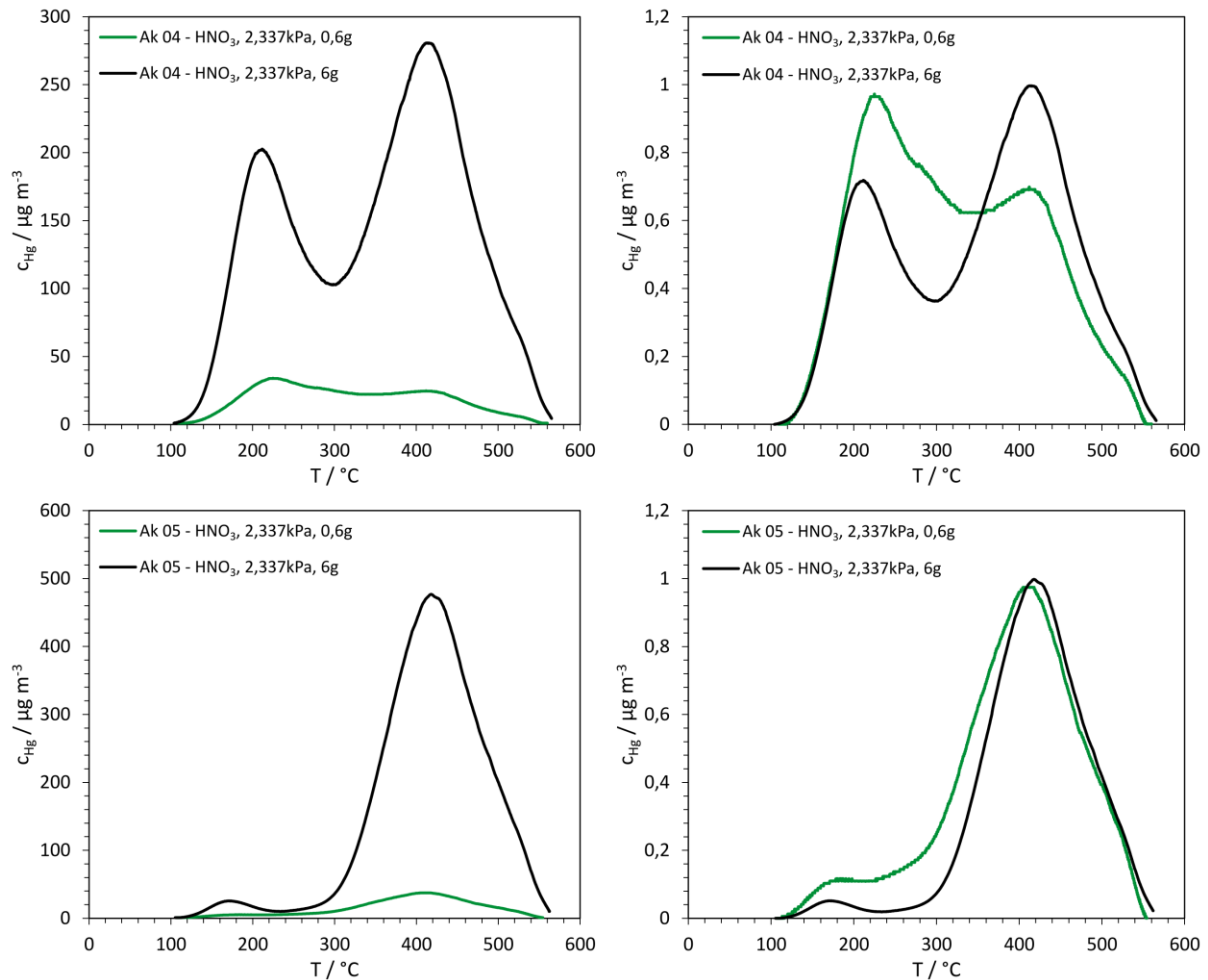 300
250
200
150
100
50
0
c_Hg / µg m⁻³
Ak 04 - HNO₃, 2,337kPa, 0,6g
Ak 04 - HNO₃, 2,337kPa, 6g
0 100 200 300 400 500 600
T / °C
1,2
1
0,8
0,6
0,4
0,2
0
c_Hg / µg m⁻³
Ak 04 - HNO₃, 2,337kPa, 0,6g
Ak 04 - HNO₃, 2,337kPa, 6g
0 100 200 300 400 500 600
T / °C
600
500
400
300
200
100
0
c_Hg / µg m⁻³
Ak 05 - HNO₃, 2,337kPa, 0,6g
Ak 05 - HNO₃, 2,337kPa, 6g
0 100 200 300 400 500 600
T / °C
1,2
1
0,8
0,6
0,4
0,2
0
c_Hg / µg m⁻³
Ak 05 - HNO₃, 2,337kPa, 0,6g
Ak 05 - HNO₃, 2,337kPa, 6g
0 100 200 300 400 500 600
T / °C